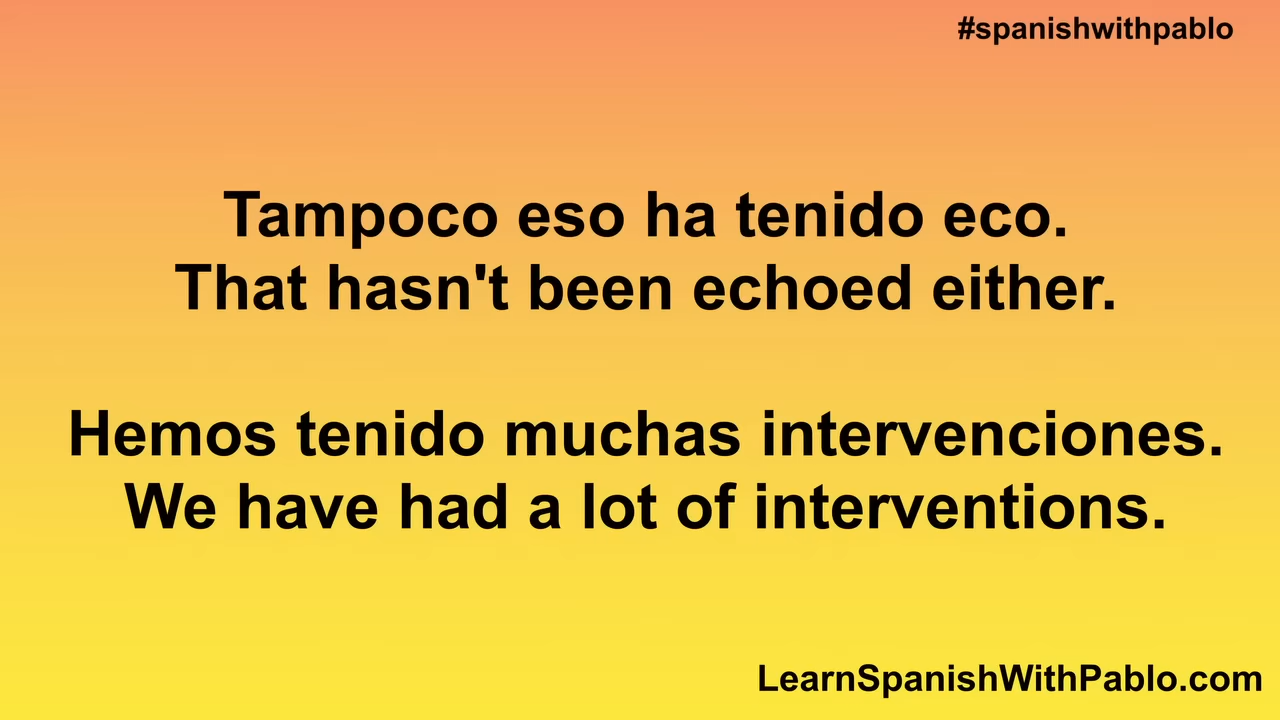 #spanishwithpablo
Tampoco eso ha tenido eco.
That hasn't been echoed either.
Hemos tenido muchas intervenciones.
We have had a lot of interventions.
LearnSpanishWithPablo.com